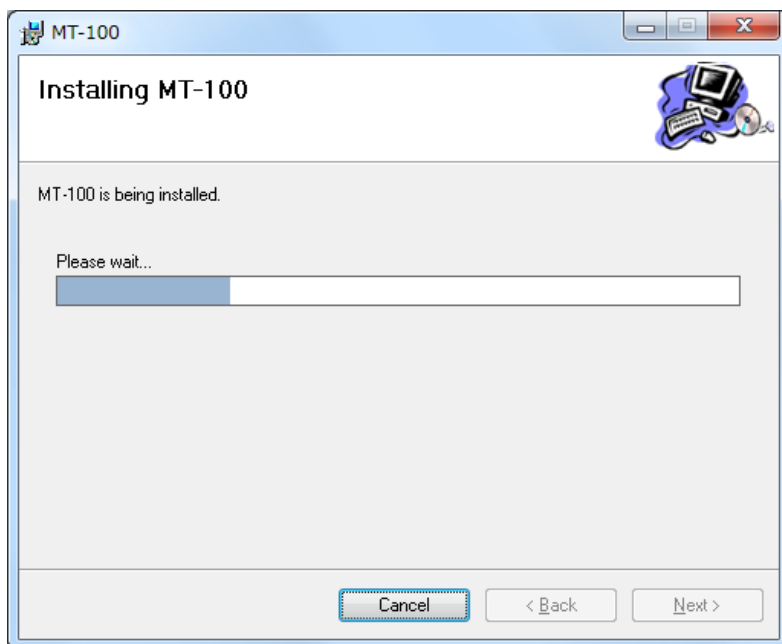 MT-100
Installing MT-100
MT-100 is being installed.
Please wait...
Cancel
< Back
Next >